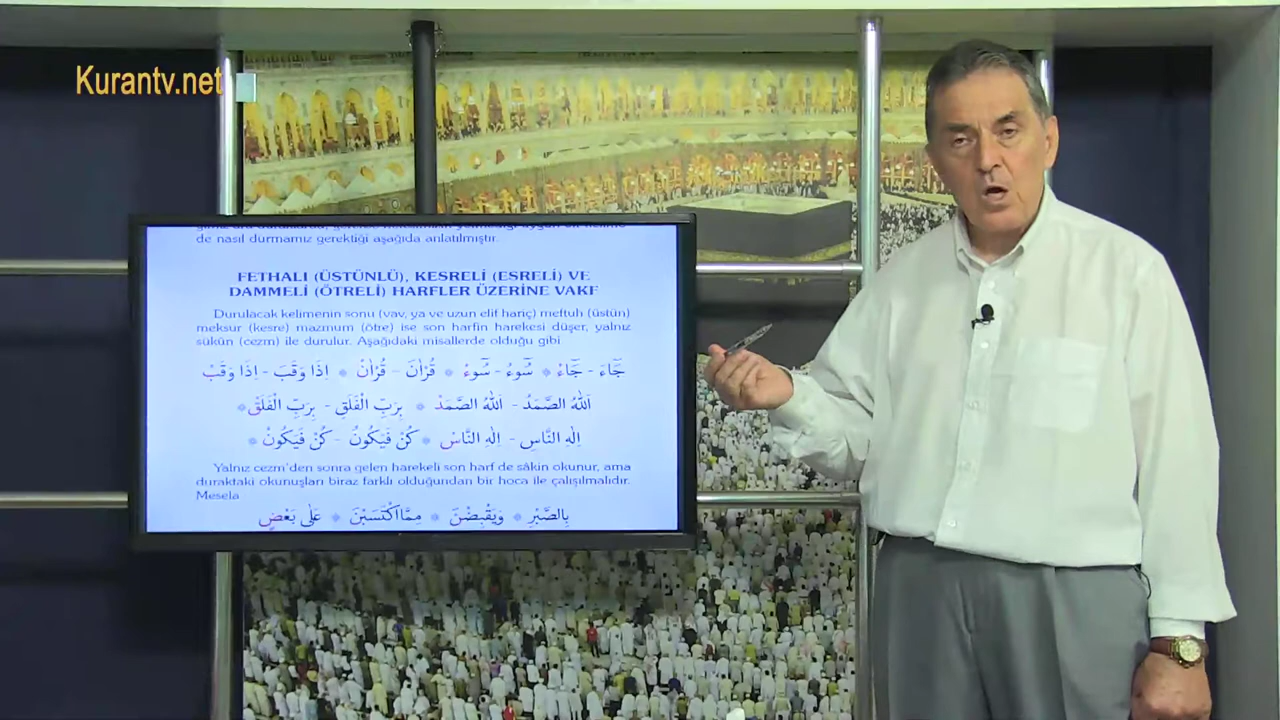 Kurantv.net
de nasıl durmamız gerektiği aşağıda anlatılmıştır.
FETHALI (ÜSTÜNLÜ), KESRELİ (ESRELİ) VE
DAMMELİ (ÖTRELİ) HARFLER ÜZERİNE VAKF
Durulacak kelimenin sonu (vav, ya ve uzun elif hariç) meftuh (üstün)
meksur (kesre) mazmum (ötre) ise son harfin harekesi düşer, yalnız
sükûn (cezm) ile durulur. Aşağıdaki misallerde olduğu gibi
جَٓاءَ - جَٓاءْ * سُٓوءُ - سُٓوءْ * قُرْاٰنَ - قُرْاٰنْ * اِذَا وَقَبَ - اِذَا وَقَبْ
اَللّٰهُ الصَّمَدُ - اَللّٰهُ الصَّمَدْ * بِرَبِّ الْفَلَقِ - بِرَبِّ الْفَلَقْ *
اِلٰهِ النَّاسِ - اِلٰهِ النَّاسْ * كُنْ فَيَكُونُ - كُنْ فَيَكُونْ *
Yalnız cezm'den sonra gelen harekeli son harf de sâkin okunur, ama
duraktaki okunuşları biraz farklı olduğundan bir hoca ile çalışılmalıdır.
Mesela
بِالصَّبْرِ * وَيَقْبِضْنَ * مِمَّا اكْتَسَبْنَ * عَلٰى بَعْضٍ